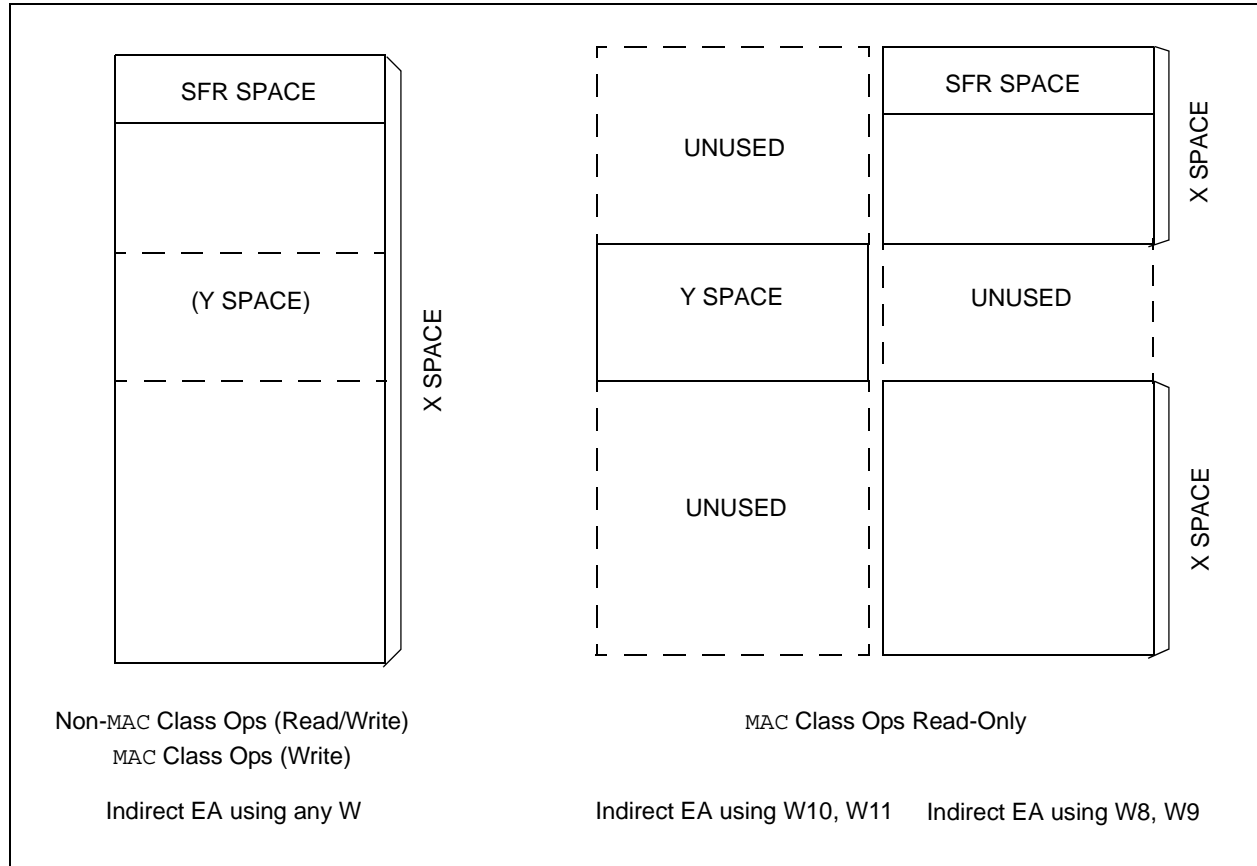 SFR SPACE
(Y SPACE)
X SPACE
Non-MAC Class Ops (Read/Write)
MAC Class Ops (Write)
Indirect EA using any W
UNUSED
Y SPACE
UNUSED
SFR SPACE
X SPACE
UNUSED
X SPACE
MAC Class Ops Read-Only
Indirect EA using W10, W11
Indirect EA using W8, W9